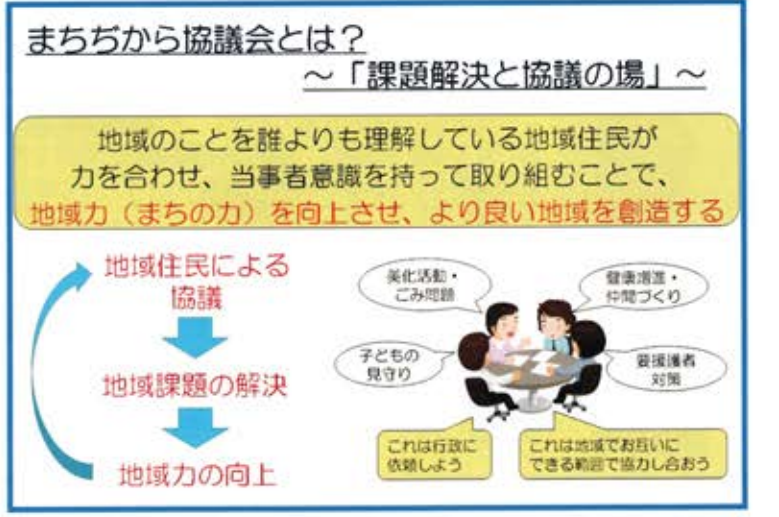 まちぢから協議会とは？
～「課題解決と協議の場」～
地域のことを誰よりも理解している地域住民が
力を合わせ、当事者意識を持って取り組むことで、
地域力（まちの力）を向上させ、より良い地域を創造する
地域住民による
協議
地域課題の解決
地域力の向上
美化活動・
ごみ問題
健康増進・
仲間づくり
子どもの
見守り
要援護者
対策
これは行政に
依頼しよう
これは地域でお互いに
できる範囲で協力し合おう